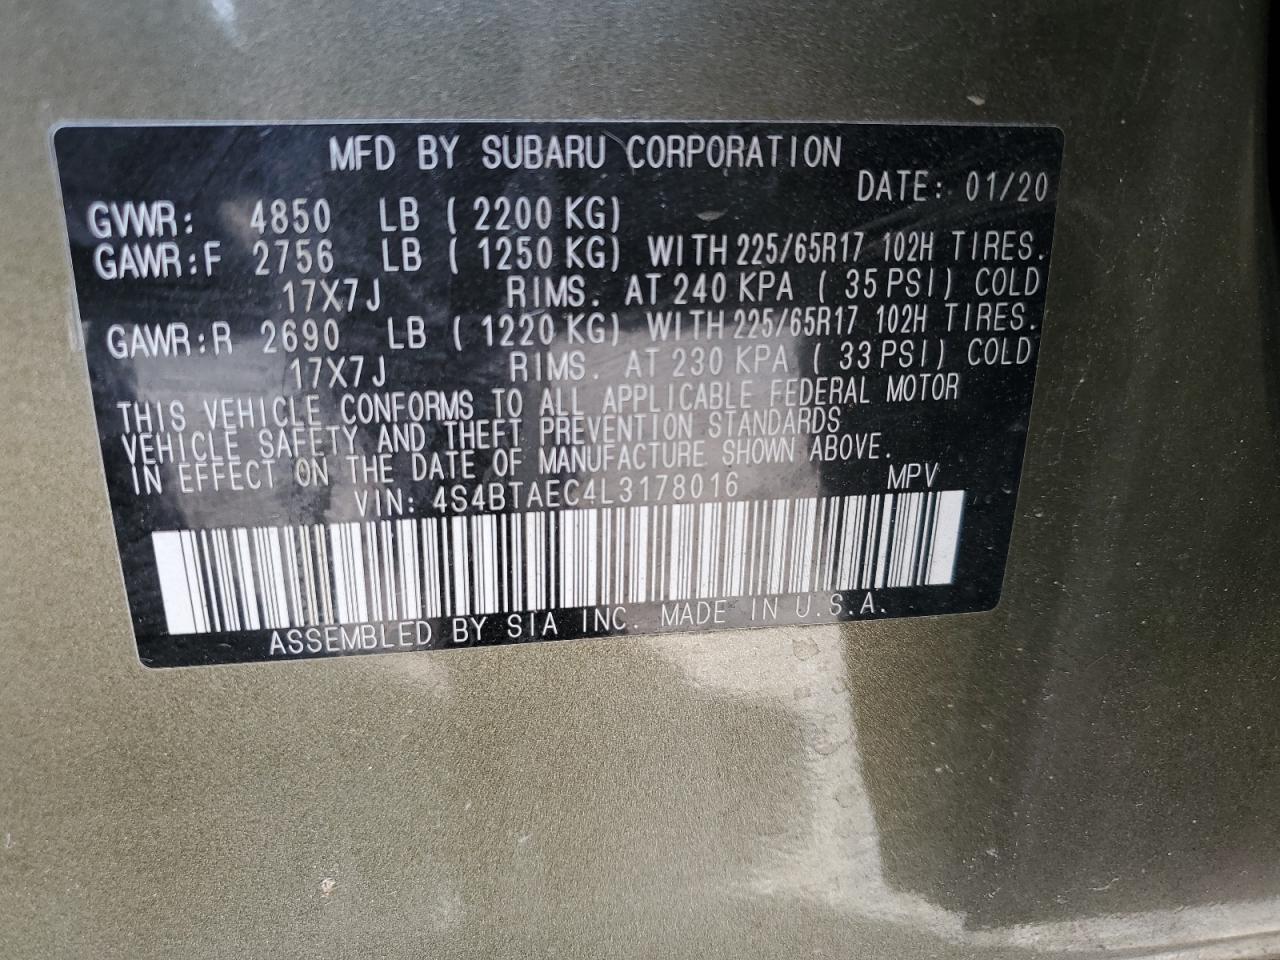 MFD BY SUBARU CORPORATION
DATE: 01/20
GVWR: 4850 LB ( 2200 KG)
GAWR:F 2756 LB ( 1250 KG) WITH 225/65R17 102H TIRES.
17X7J RIMS. AT 240 KPA ( 35 PSI) COLD
GAWR:R 2690 LB ( 1220 KG) WITH 225/65R17 102H TIRES.
17X7J RIMS. AT 230 KPA ( 33 PSI) COLD
THIS VEHICLE CONFORMS TO ALL APPLICABLE FEDERAL MOTOR
VEHICLE SAFETY AND THEFT PREVENTION STANDARDS
IN EFFECT ON THE DATE OF MANUFACTURE SHOWN ABOVE.
VIN: 4S4BTAEC4L3178016 MPV
ASSEMBLED BY SIA INC. MADE IN U.S.A.